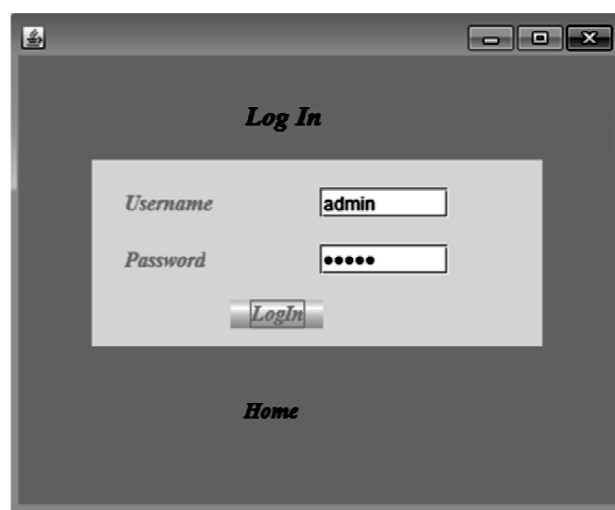 Log In
Username admin
Password •••••
LogIn
Home